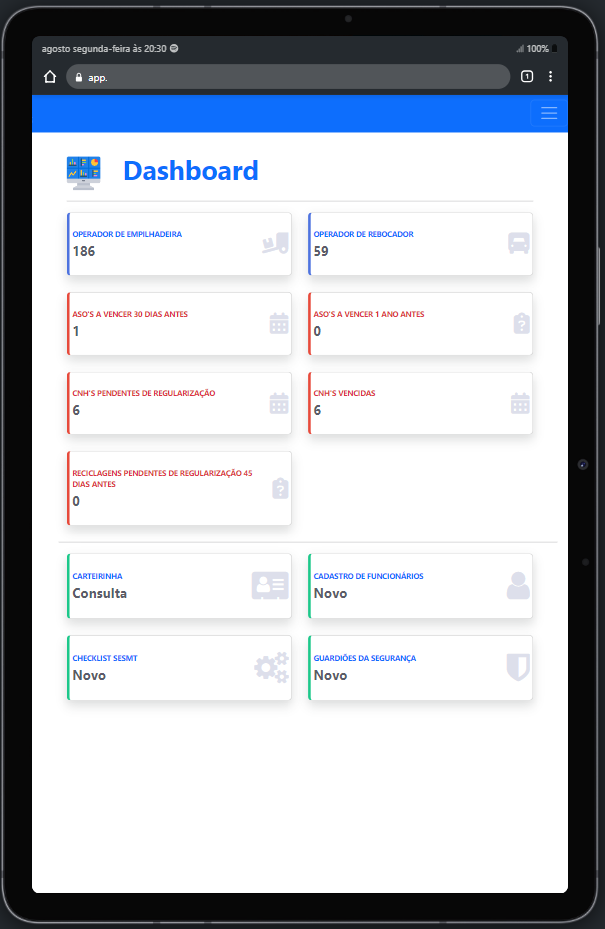 agosto segunda-feira às 20:30
100%
app.
1
Dashboard
OPERADOR DE EMPILHADEIRA
186
OPERADOR DE REBOCADOR
59
ASO'S A VENCER 30 DIAS ANTES
1
ASO'S A VENCER 1 ANO ANTES
0
CNH'S PENDENTES DE REGULARIZAÇÃO
6
CNH'S VENCIDAS
6
RECICLAGENS PENDENTES DE REGULARIZAÇÃO 45
DIAS ANTES
0
CARTEIRINHA
Consulta
CADASTRO DE FUNCIONÁRIOS
Novo
CHECKLIST SESMT
Novo
GUARDIÕES DA SEGURANÇA
Novo